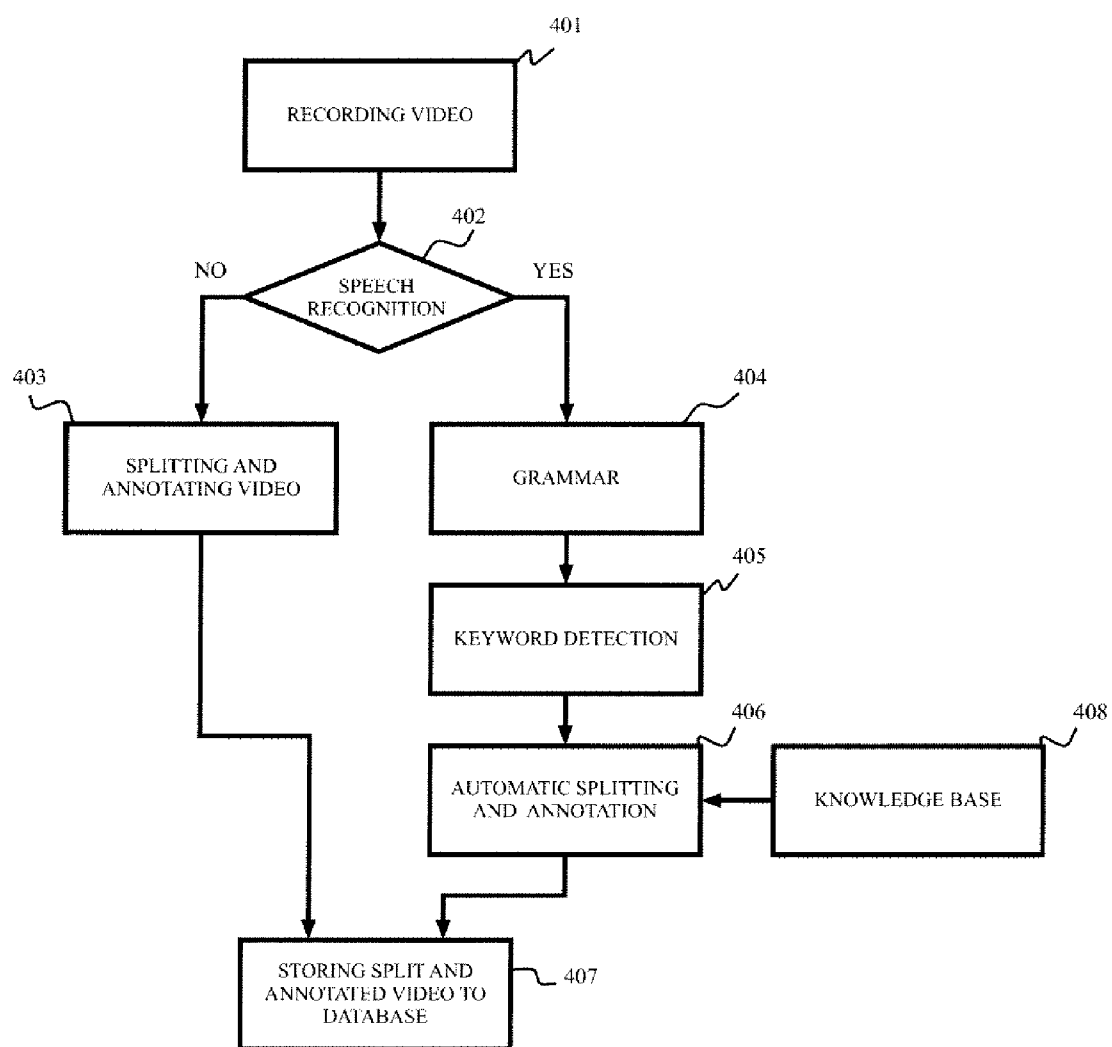 401
RECORDING VIDEO
402
NO
YES
SPEECH
RECOGNITION
403
404
SPLITTING AND
ANNOTATING VIDEO
GRAMMAR
405
KEYWORD DETECTION
406
408
AUTOMATIC SPLITTING
AND ANNOTATION
KNOWLEDGE BASE
STORING SPLIT AND
ANNOTATED VIDEO TO
DATABASE
407